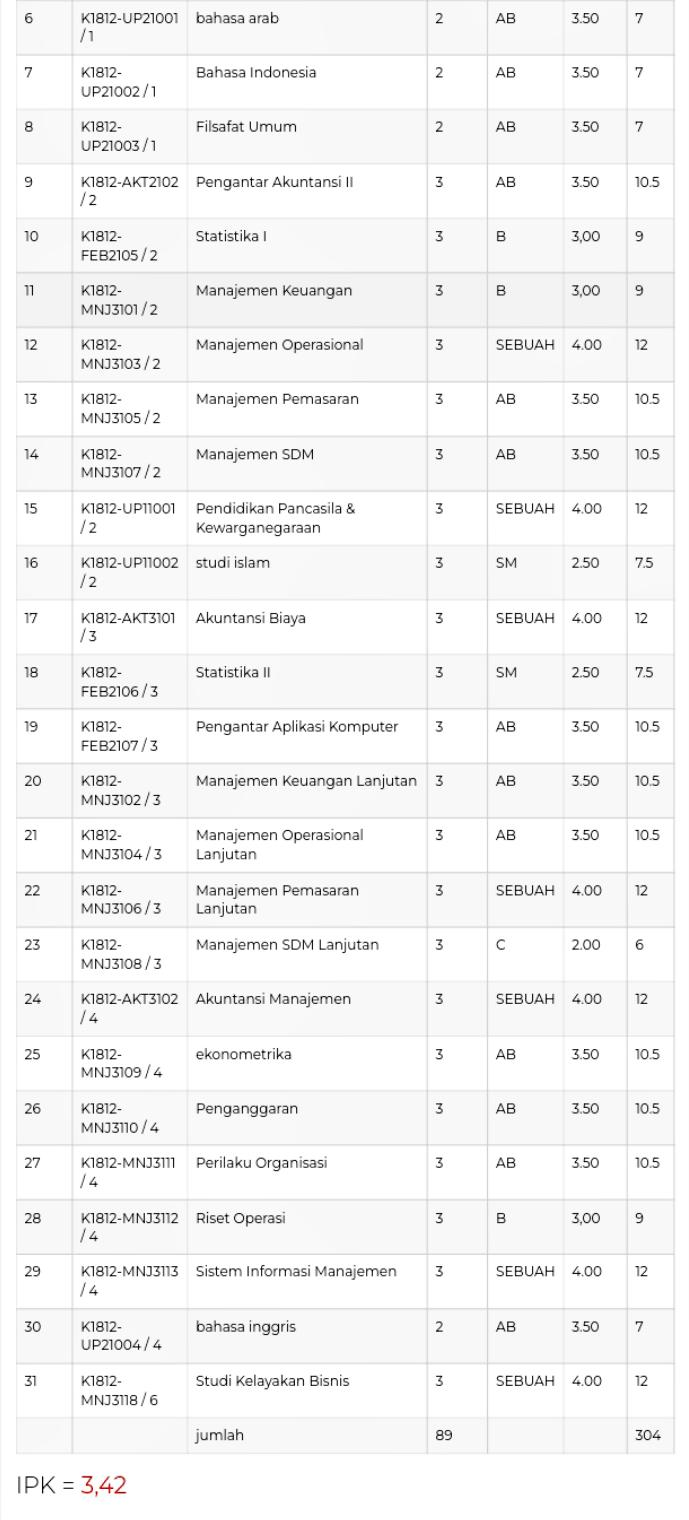 6 K1812-UP21001 bahasa arab 2 AB 3.50 7
/ 1
7 K1812- Bahasa Indonesia 2 AB 3.50 7
UP21002 / 1
8 K1812- Filsafat Umum 2 AB 3.50 7
UP21003 / 1
9 K1812-AKT2102 Pengantar Akuntansi II 3 AB 3.50 10.5
/ 2
10 K1812- Statistika I 3 B 3,00 9
FEB2105 / 2
11 K1812- Manajemen Keuangan 3 B 3,00 9
MNJ3101 / 2
12 K1812- Manajemen Operasional 3 SEBUAH 4.00 12
MNJ3103 / 2
13 K1812- Manajemen Pemasaran 3 AB 3.50 10.5
MNJ3105 / 2
14 K1812- Manajemen SDM 3 AB 3.50 10.5
MNJ3107 / 2
15 K1812-UP11001 Pendidikan Pancasila & 3 SEBUAH 4.00 12
/ 2 Kewarganegaraan
16 K1812-UP11002 studi islam 3 SM 2.50 7.5
/ 2
17 K1812-AKT3101 Akuntansi Biaya 3 SEBUAH 4.00 12
/ 3
18 K1812- Statistika II 3 SM 2.50 7.5
FEB2106 / 3
19 K1812- Pengantar Aplikasi Komputer 3 AB 3.50 10.5
FEB2107 / 3
20 K1812- Manajemen Keuangan Lanjutan 3 AB 3.50 10.5
MNJ3102 / 3
21 K1812- Manajemen Operasional 3 AB 3.50 10.5
MNJ3104 / 3 Lanjutan
22 K1812- Manajemen Pemasaran 3 SEBUAH 4.00 12
MNJ3106 / 3 Lanjutan
23 K1812- Manajemen SDM Lanjutan 3 C 2.00 6
MNJ3108 / 3
24 K1812-AKT3102 Akuntansi Manajemen 3 SEBUAH 4.00 12
/ 4
25 K1812- ekonometrika 3 AB 3.50 10.5
MNJ3109 / 4
26 K1812- Penganggaran 3 AB 3.50 10.5
MNJ3110 / 4
27 K1812-MNJ3111 Perilaku Organisasi 3 AB 3.50 10.5
/ 4
28 K1812-MNJ3112 Riset Operasi 3 B 3,00 9
/ 4
29 K1812-MNJ3113 Sistem Informasi Manajemen 3 SEBUAH 4.00 12
/ 4
30 K1812- bahasa inggris 2 AB 3.50 7
UP21004 / 4
31 K1812- Studi Kelayakan Bisnis 3 SEBUAH 4.00 12
MNJ3118 / 6
jumlah 89 304
IPK = 3,42